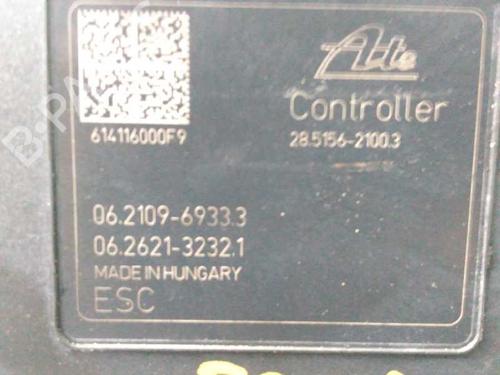 Ate
Controller
614116000F9
28.5156-2100.3
06.2109-6933.3
06.2621-3232.1
MADE IN HUNGARY
ESC